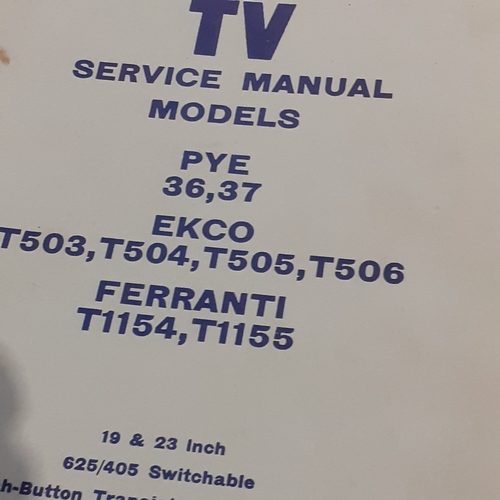 TV
SERVICE MANUAL
MODELS
PYE
36,37
EKCO
T503,T504,T505,T506
FERRANTI
T1154,T1155
19 & 23 Inch
625/405 Switchable